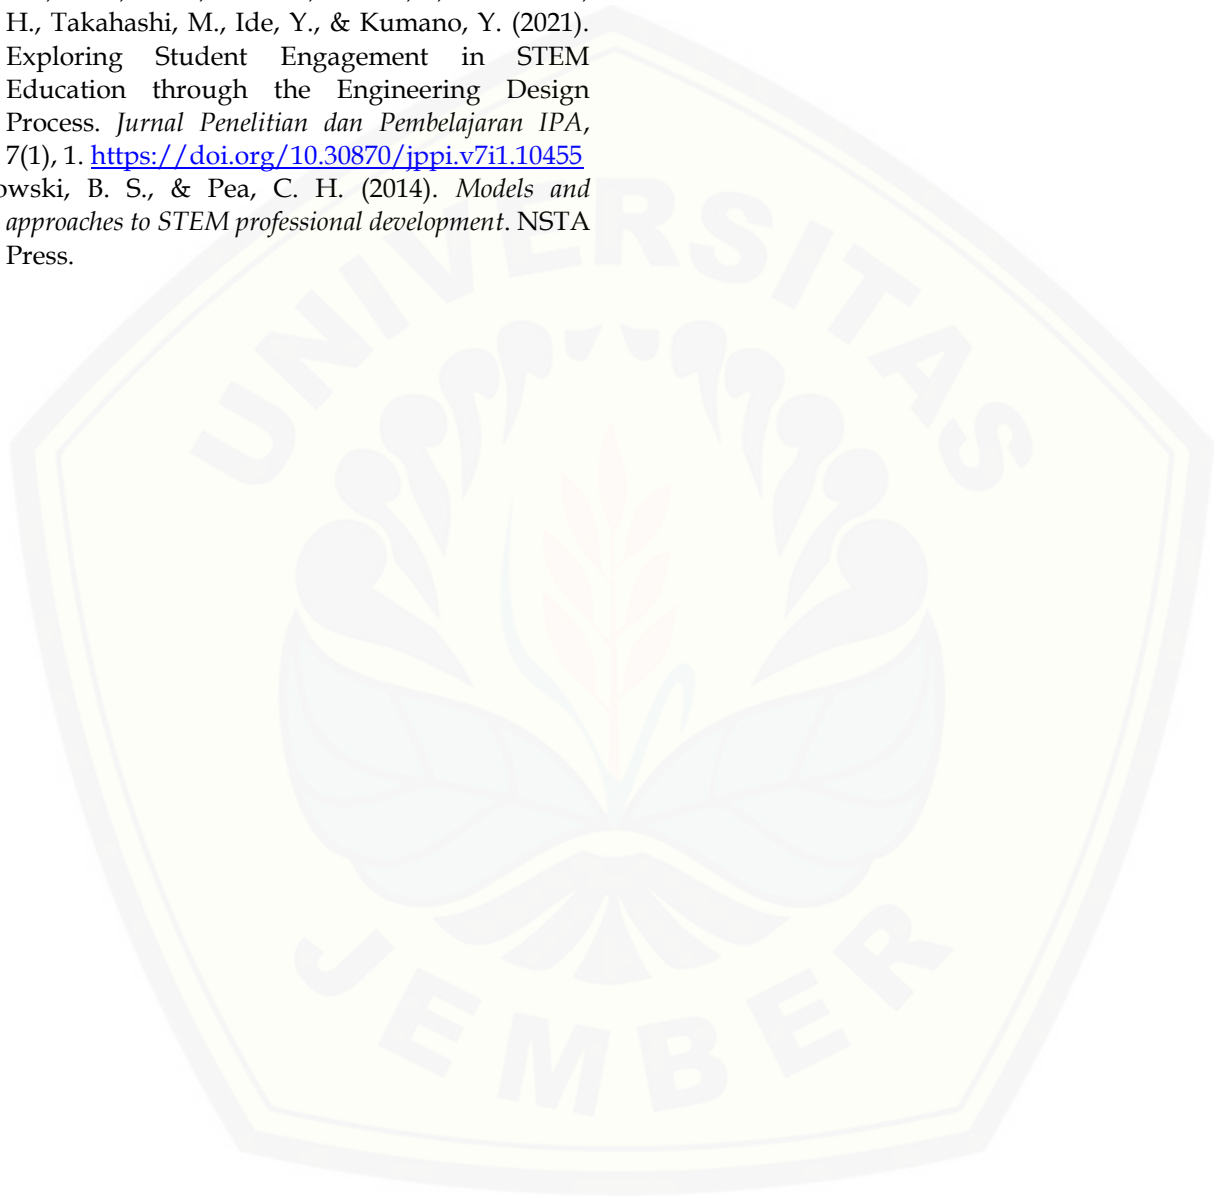 H., Takahashi, M., Ide, Y., & Kumano, Y. (2021).
Exploring Student Engagement in STEM
Education through the Engineering Design
Process. Jurnal Penelitian dan Pembelajaran IPA,
7(1), 1. https://doi.org/10.30870/jppi.v7i1.10455
owski, B. S., & Pea, C. H. (2014). Models and
approaches to STEM professional development. NSTA
Press.
UNIVERSITAS
JEMBER